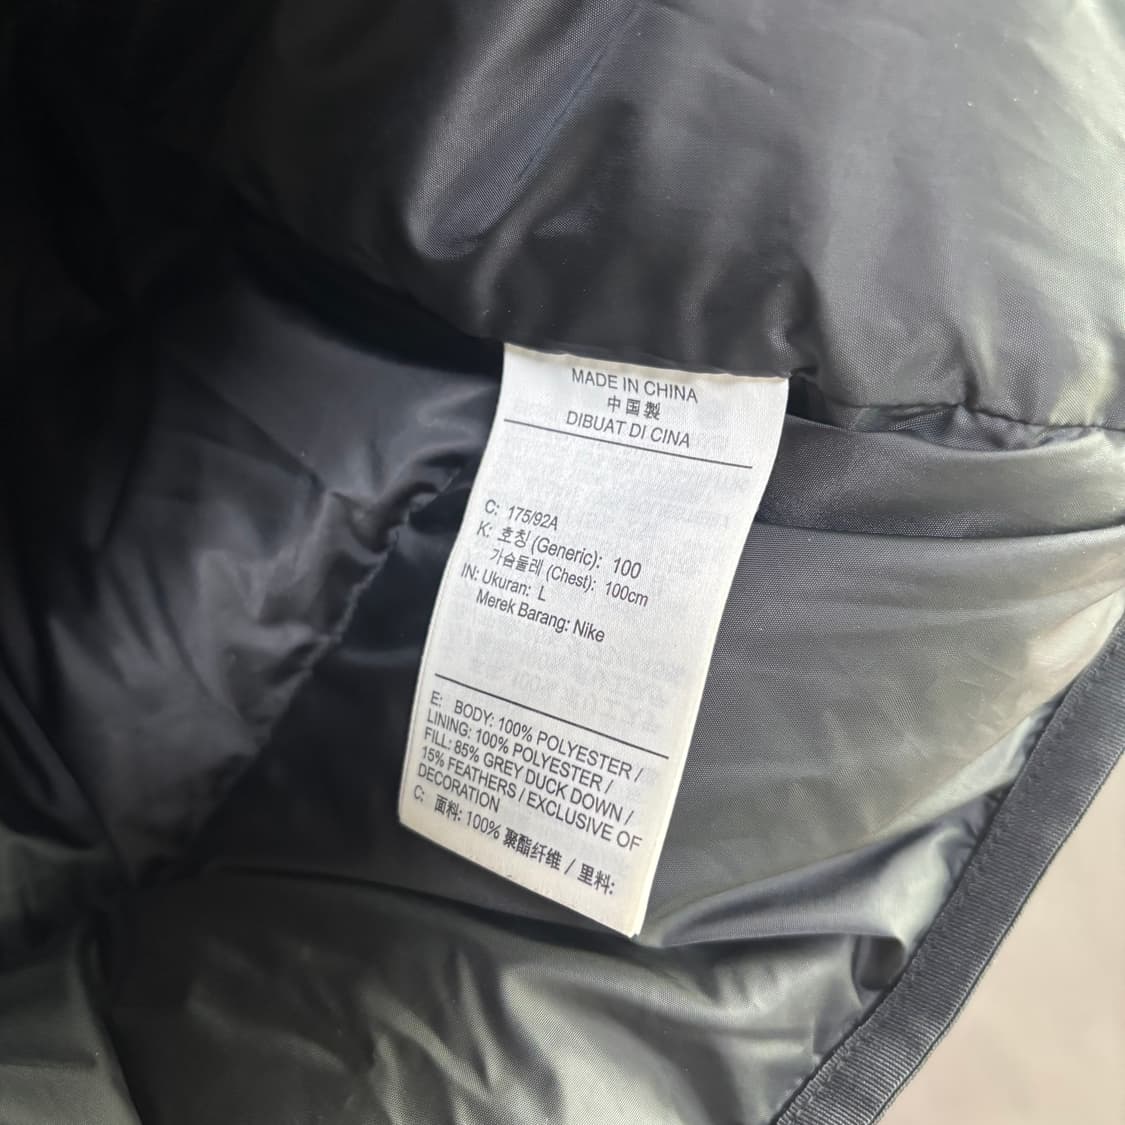 MADE IN CHINA
中国製
DIBUAT DI CINA
C: 175/92A
K: 호칭 (Generic): 100
가슴둘레 (Chest): 100cm
IN: Ukuran: L
Merek Barang: Nike
E: BODY: 100% POLYESTER /
LINING: 100% POLYESTER /
FILL: 85% GREY DUCK DOWN /
15% FEATHERS / EXCLUSIVE OF
DECORATION
C: 面料: 100% 聚酯纤维 / 里料: